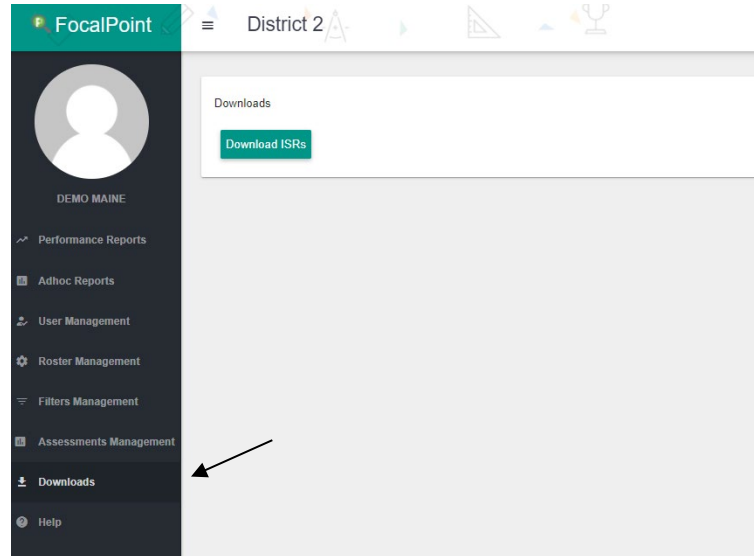 FocalPoint
District 2
Downloads
Download ISRs
DEMO MAINE
Performance Reports
Adhoc Reports
User Management
Roster Management
Filters Management
Assessments Management
Downloads
Help